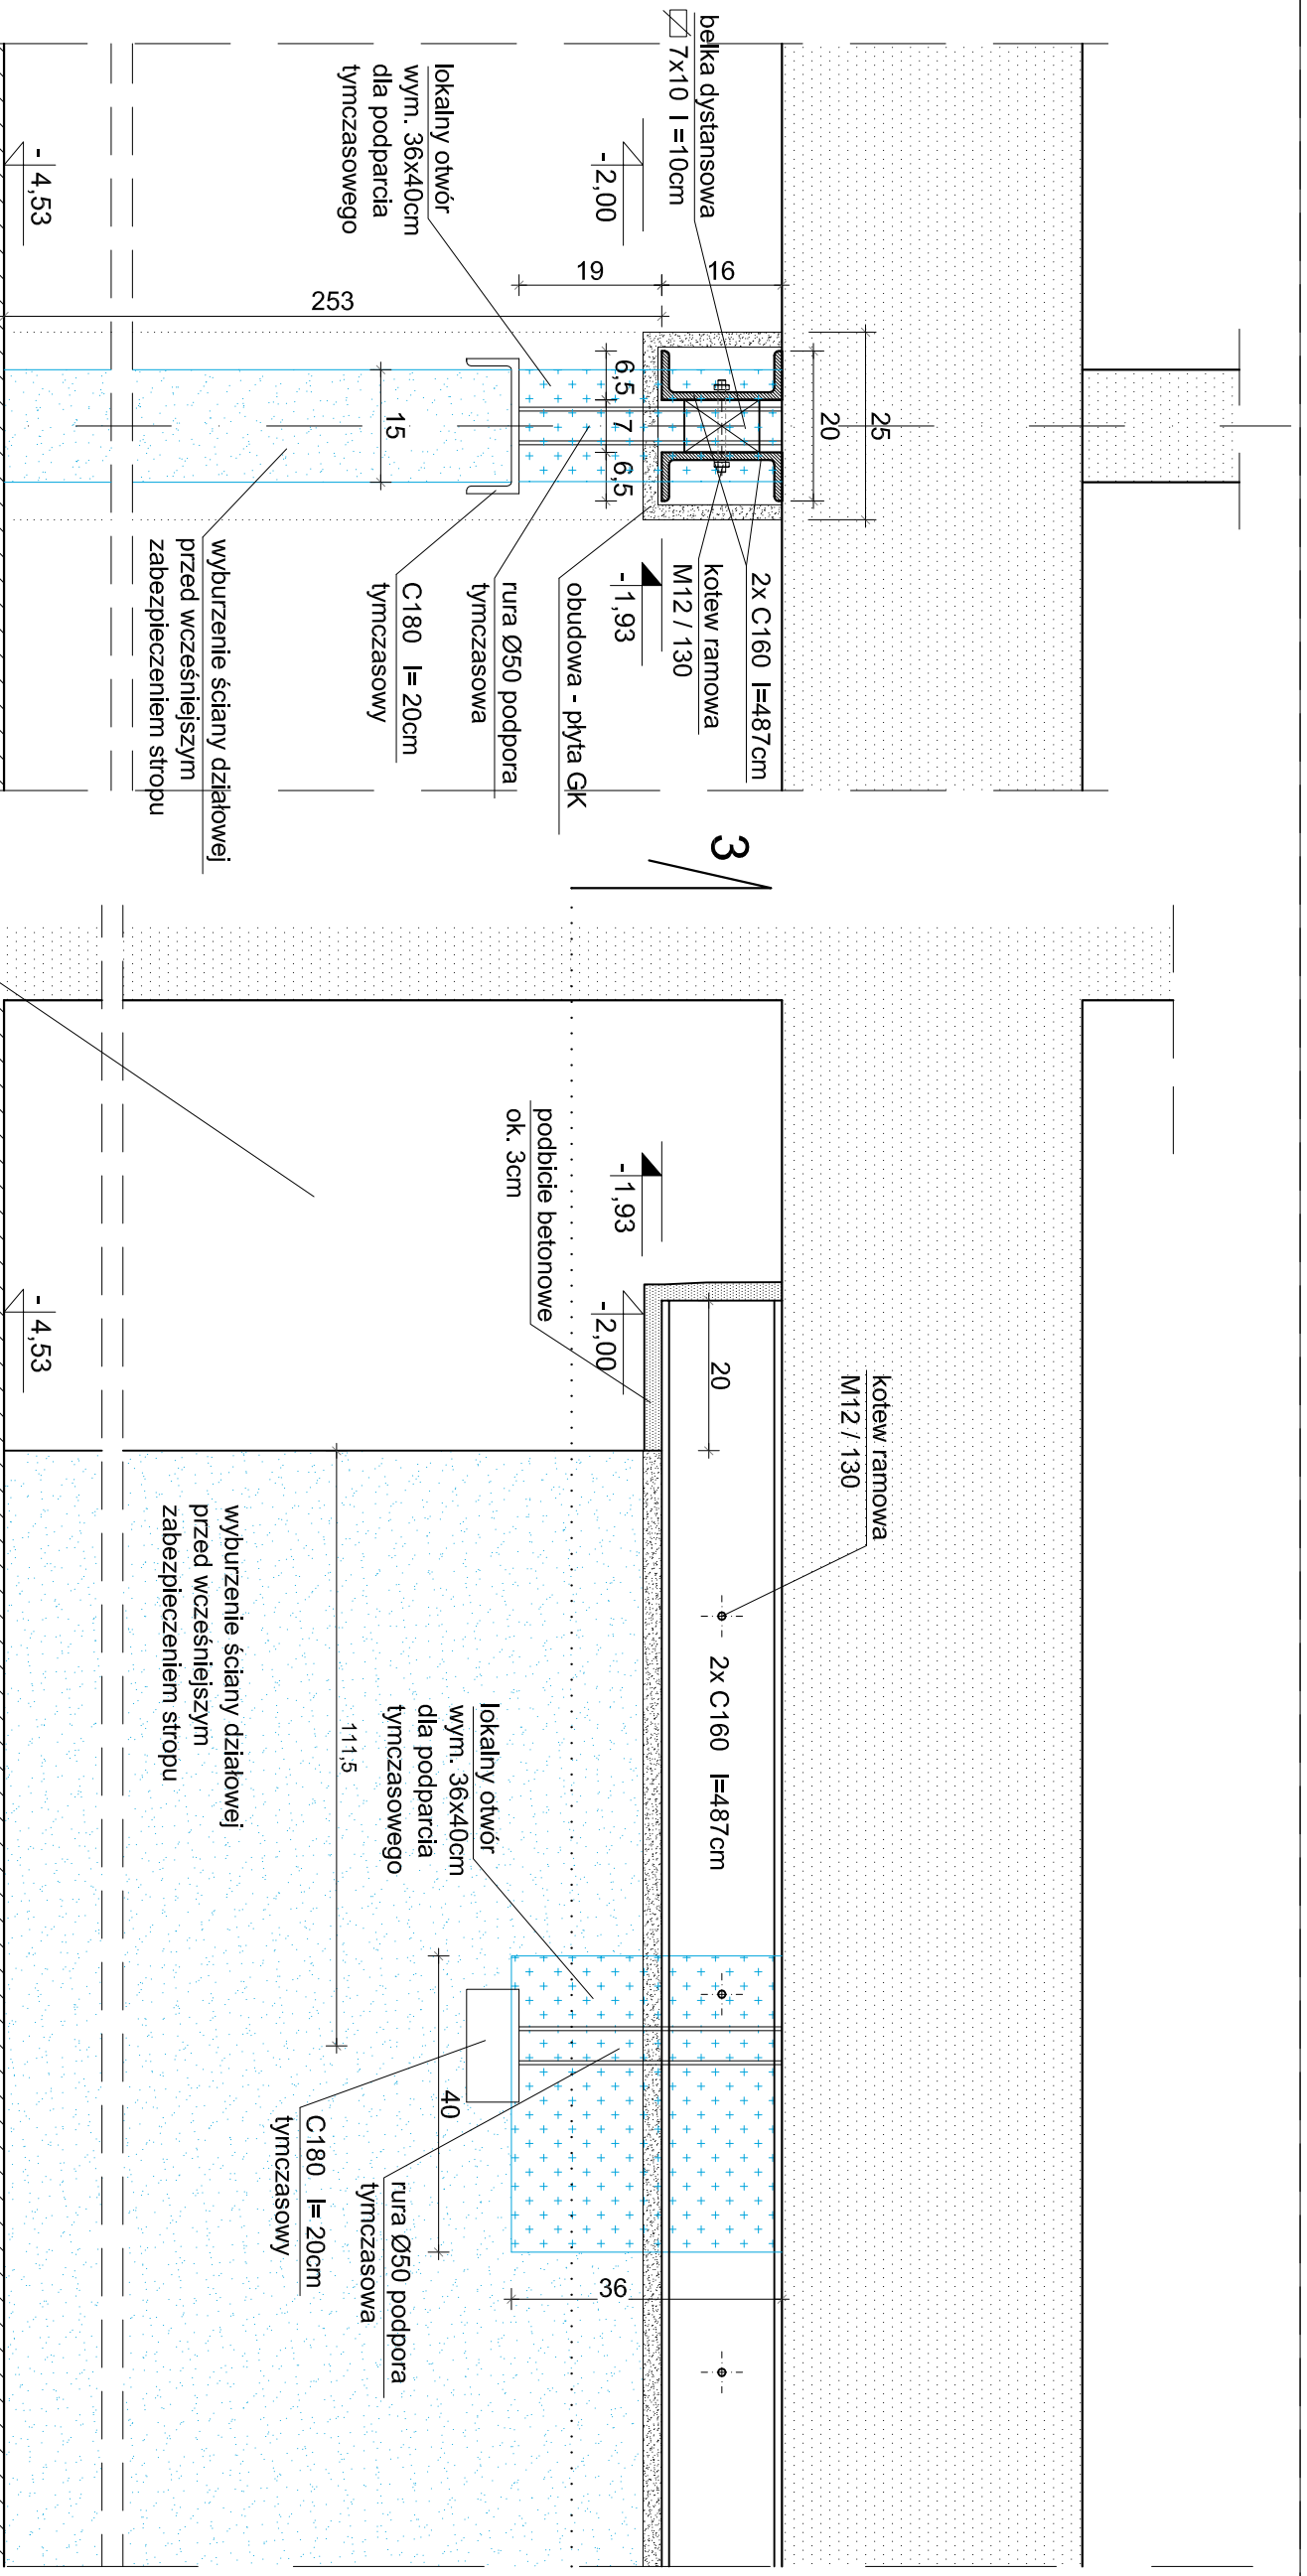 belka dystansowa
7x10 l=10cm
lokalny otwór
wym. 36x40cm
dla podparcia
tymczasowego
-2,00
-4,53
19
16
253
6,5
7
6,5
20
25
15
2x C160 l=487cm
kotew ramowa
M12 / 130
-1,93
obudowa - płyta GK
rura Ø50 podpora
tymczasowa
C180 l= 20cm
tymczasowy
wyburzenie ściany działowej
przed wcześniejszym
zabezpieczeniem stropu
3
kotew ramowa
M12 / 130
-1,93
podbicie betonowe
ok. 3cm
-2,00
-4,53
20
2x C160 l=487cm
wyburzenie ściany działowej
przed wcześniejszym
zabezpieczeniem stropu
111,5
lokalny otwór
wym. 36x40cm
dla podparcia
tymczasowego
40
36
C180 l= 20cm
tymczasowy
rura Ø50 podpora
tymczasowa